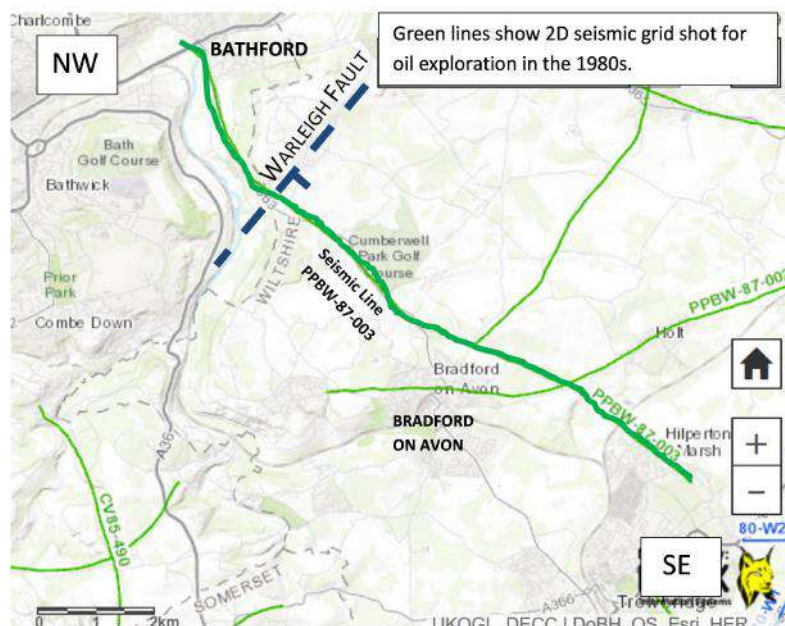 Charlcombe
NW
BATHFORD
Green lines show 2D seismic grid shot for
oil exploration in the 1980s.
A363
WARLEIGH FAULT
Bath
Golf Course
Bathwick
WILTSHIRE
Cumberwell
Park Golf
Course
Seismic Line
PPBW-87-003
Prior
Park
Combe Down
PPBW-87-002
Holt
Bradford
on Avon
BRADFORD
ON AVON
PPBW-87-003
Hilperton
Marsh
A36
CV85-490
+
−
80-W2
SE
SOMERSET
A366
0 1 2km
UKOGL, DECC | DoBH, OS, Esri, HER